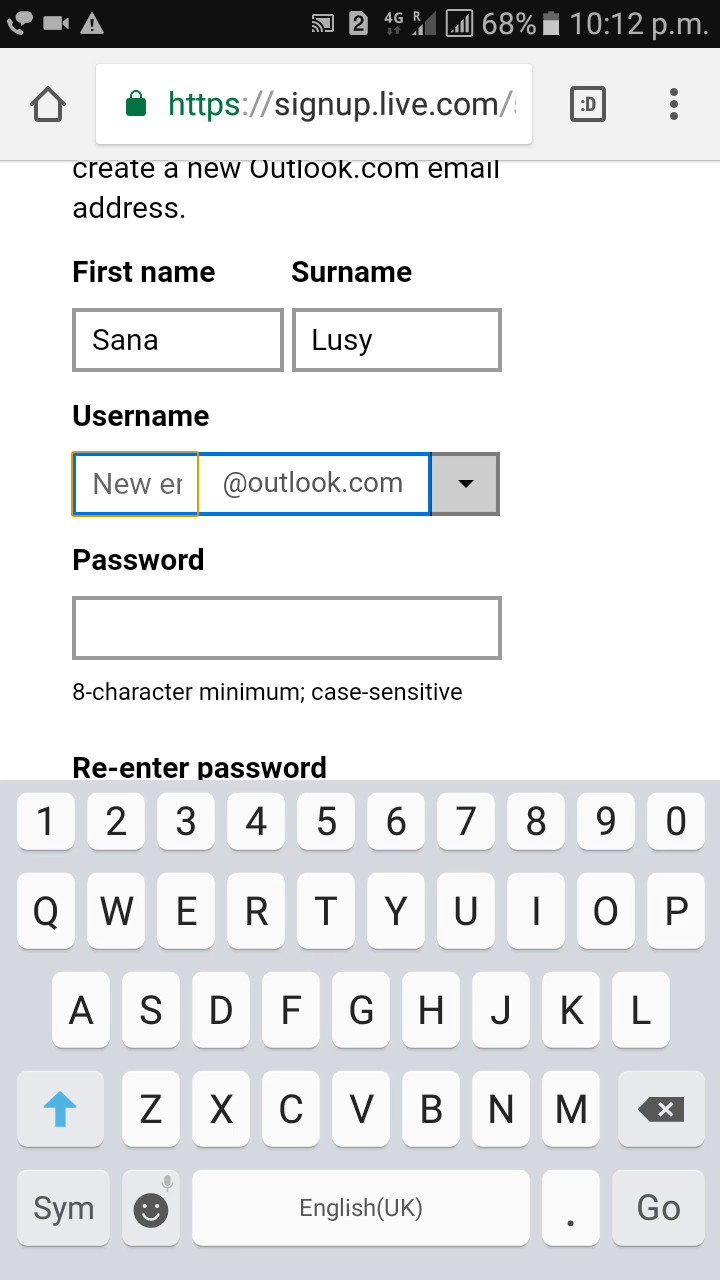 2 4G R 68% 10:12 p.m.
https://signup.live.com/
:D
create a new Outlook.com email
address.
First name Surname
Sana Lusy
Username
New er @outlook.com
Password
8-character minimum; case-sensitive
Re-enter password
1 2 3 4 5 6 7 8 9 0
Q W E R T Y U I O P
A S D F G H J K L
Z X C V B N M
Sym English(UK) . Go